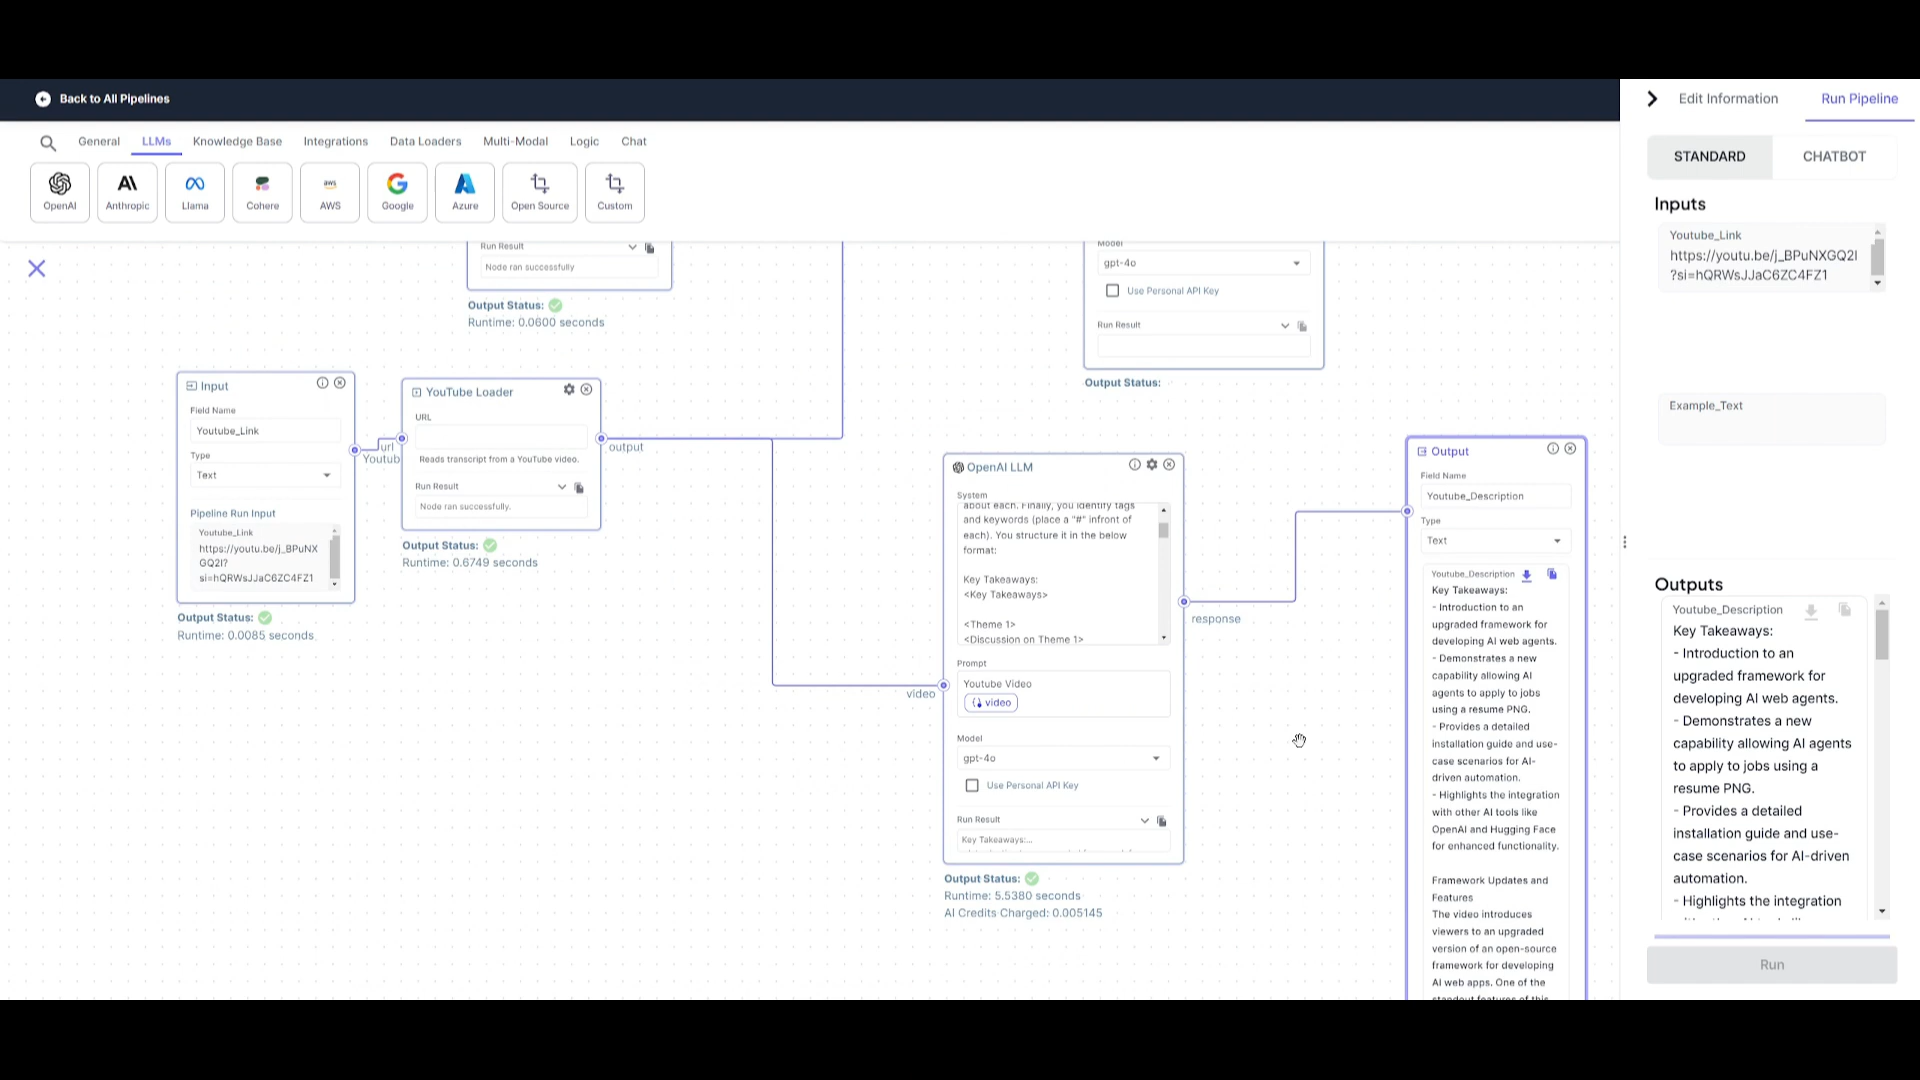 Back to All Pipelines
Edit Information
Run Pipeline
General
LLMs
Knowledge Base
Integrations
Data Loaders
Multi-Modal
Logic
Chat
OpenAI
Anthropic
Llama
Cohere
aws
AWS
Google
Azure
Open Source
Custom
STANDARD
CHATBOT
Inputs
Youtube_Link
https://youtu.be/j_BPuNXGQ2I
?si=hQRWsJJaC6ZC4FZ1
Example_Text
Run Result
Node ran successfully
Output Status:
Runtime: 0.0600 seconds
Model
gpt-4o
Use Personal API Key
Run Result
Output Status:
Input
Field Name
Youtube_Link
Type
Text
Pipeline Run Input
Youtube_Link
https://youtu.be/j_BPuNX
GQ2I?
si=hQRWsJJaC6ZC4FZ1
Output Status:
Runtime: 0.0085 seconds
url
Youtub
YouTube Loader
URL
Reads transcript from a YouTube video.
Run Result
Node ran successfully.
Output Status:
Runtime: 0.6749 seconds
output
video
OpenAI LLM
System
about each. Finally, you identify tags
and keywords (place a "#" infront of
each). You structure it in the below
format:
Key Takeaways:
<Key Takeaways>
<Theme 1>
<Discussion on Theme 1>
Prompt
Youtube Video
video
Model
gpt-4o
Use Personal API Key
Run Result
Key Takeaways:...
Output Status:
Runtime: 5.5380 seconds
AI Credits Charged: 0.005145
response
Output
Field Name
Youtube_Description
Type
Text
Youtube_Description
Key Takeaways:
- Introduction to an
upgraded framework for
developing AI web agents.
- Demonstrates a new
capability allowing AI
agents to apply to jobs
using a resume PNG.
- Provides a detailed
installation guide and use-
case scenarios for AI-
driven automation.
- Highlights the integration
with other AI tools like
OpenAI and Hugging Face
for enhanced functionality.
Framework Updates and
Features
The video introduces
viewers to an upgraded
version of an open-source
framework for developing
AI web apps. One of the
standout features of this
Outputs
Youtube_Description
Key Takeaways:
- Introduction to an
upgraded framework for
developing AI web agents.
- Demonstrates a new
capability allowing AI agents
to apply to jobs using a
resume PNG.
- Provides a detailed
installation guide and use-
case scenarios for AI-driven
automation.
- Highlights the integration
Run